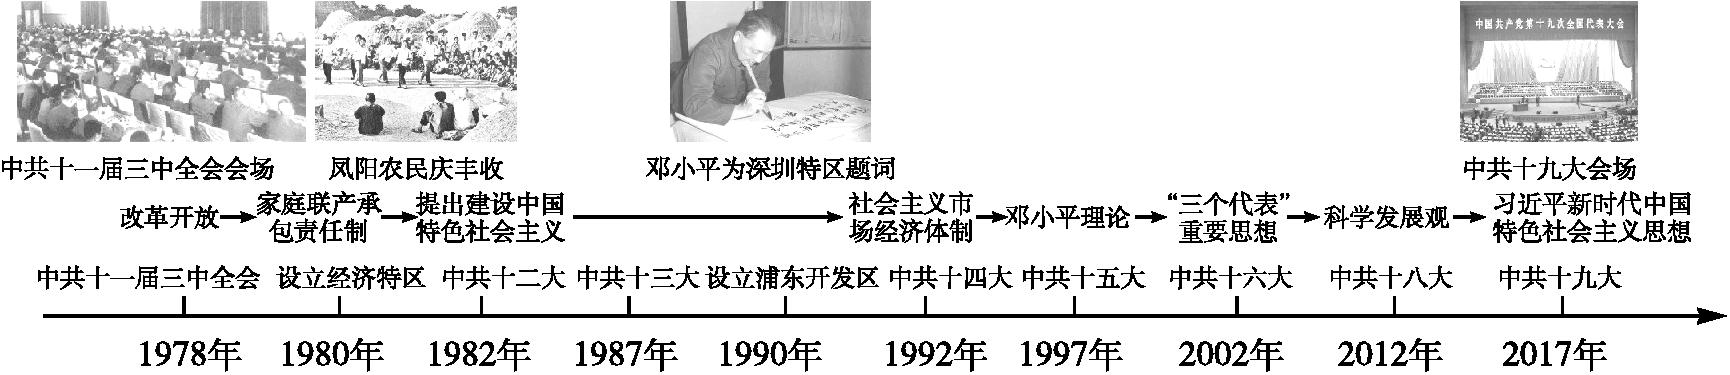 中国共产党第十九次全国代表大会
中共十一届三中全会会场
凤阳农民庆丰收
邓小平为深圳特区题词
中共十九大会场
改革开放
家庭联产承
包责任制
提出建设中国
特色社会主义
社会主义市
场经济体制
邓小平理论
“三个代表”
重要思想
科学发展观
习近平新时代中国
特色社会主义思想
中共十一届三中全会
设立经济特区
中共十二大
中共十三大
设立浦东开发区
中共十四大
中共十五大
中共十六大
中共十八大
中共十九大
1978年
1980年
1982年
1987年
1990年
1992年
1997年
2002年
2012年
2017年